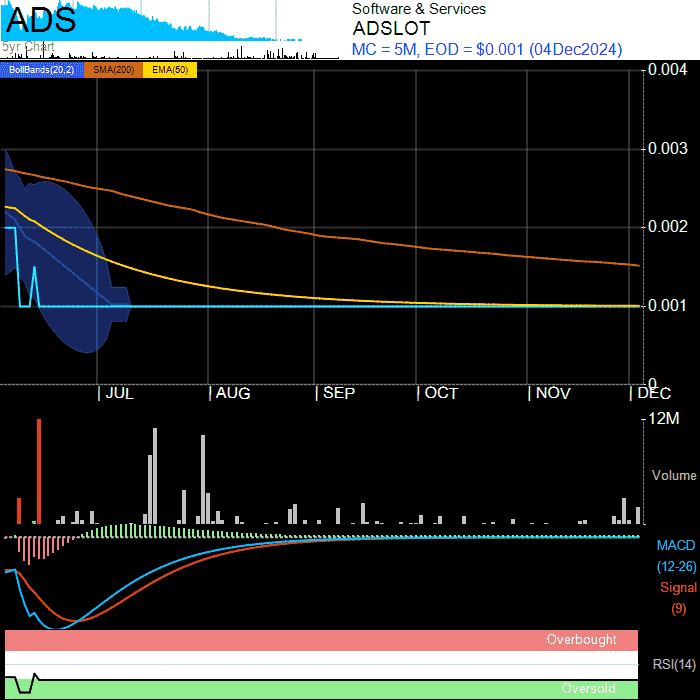 ADS
5yr Chart
Software & Services
ADSLOT
MC = 5M, EOD = $0.001 (04Dec2024)
BollBands(20,2) SMA(200) EMA(50)
0.004
0.003
0.002
0.001
0
JUL AUG SEP OCT NOV DEC
12M
Volume
MACD
(12-26)
Signal
(9)
Overbought
RSI(14)
Oversold